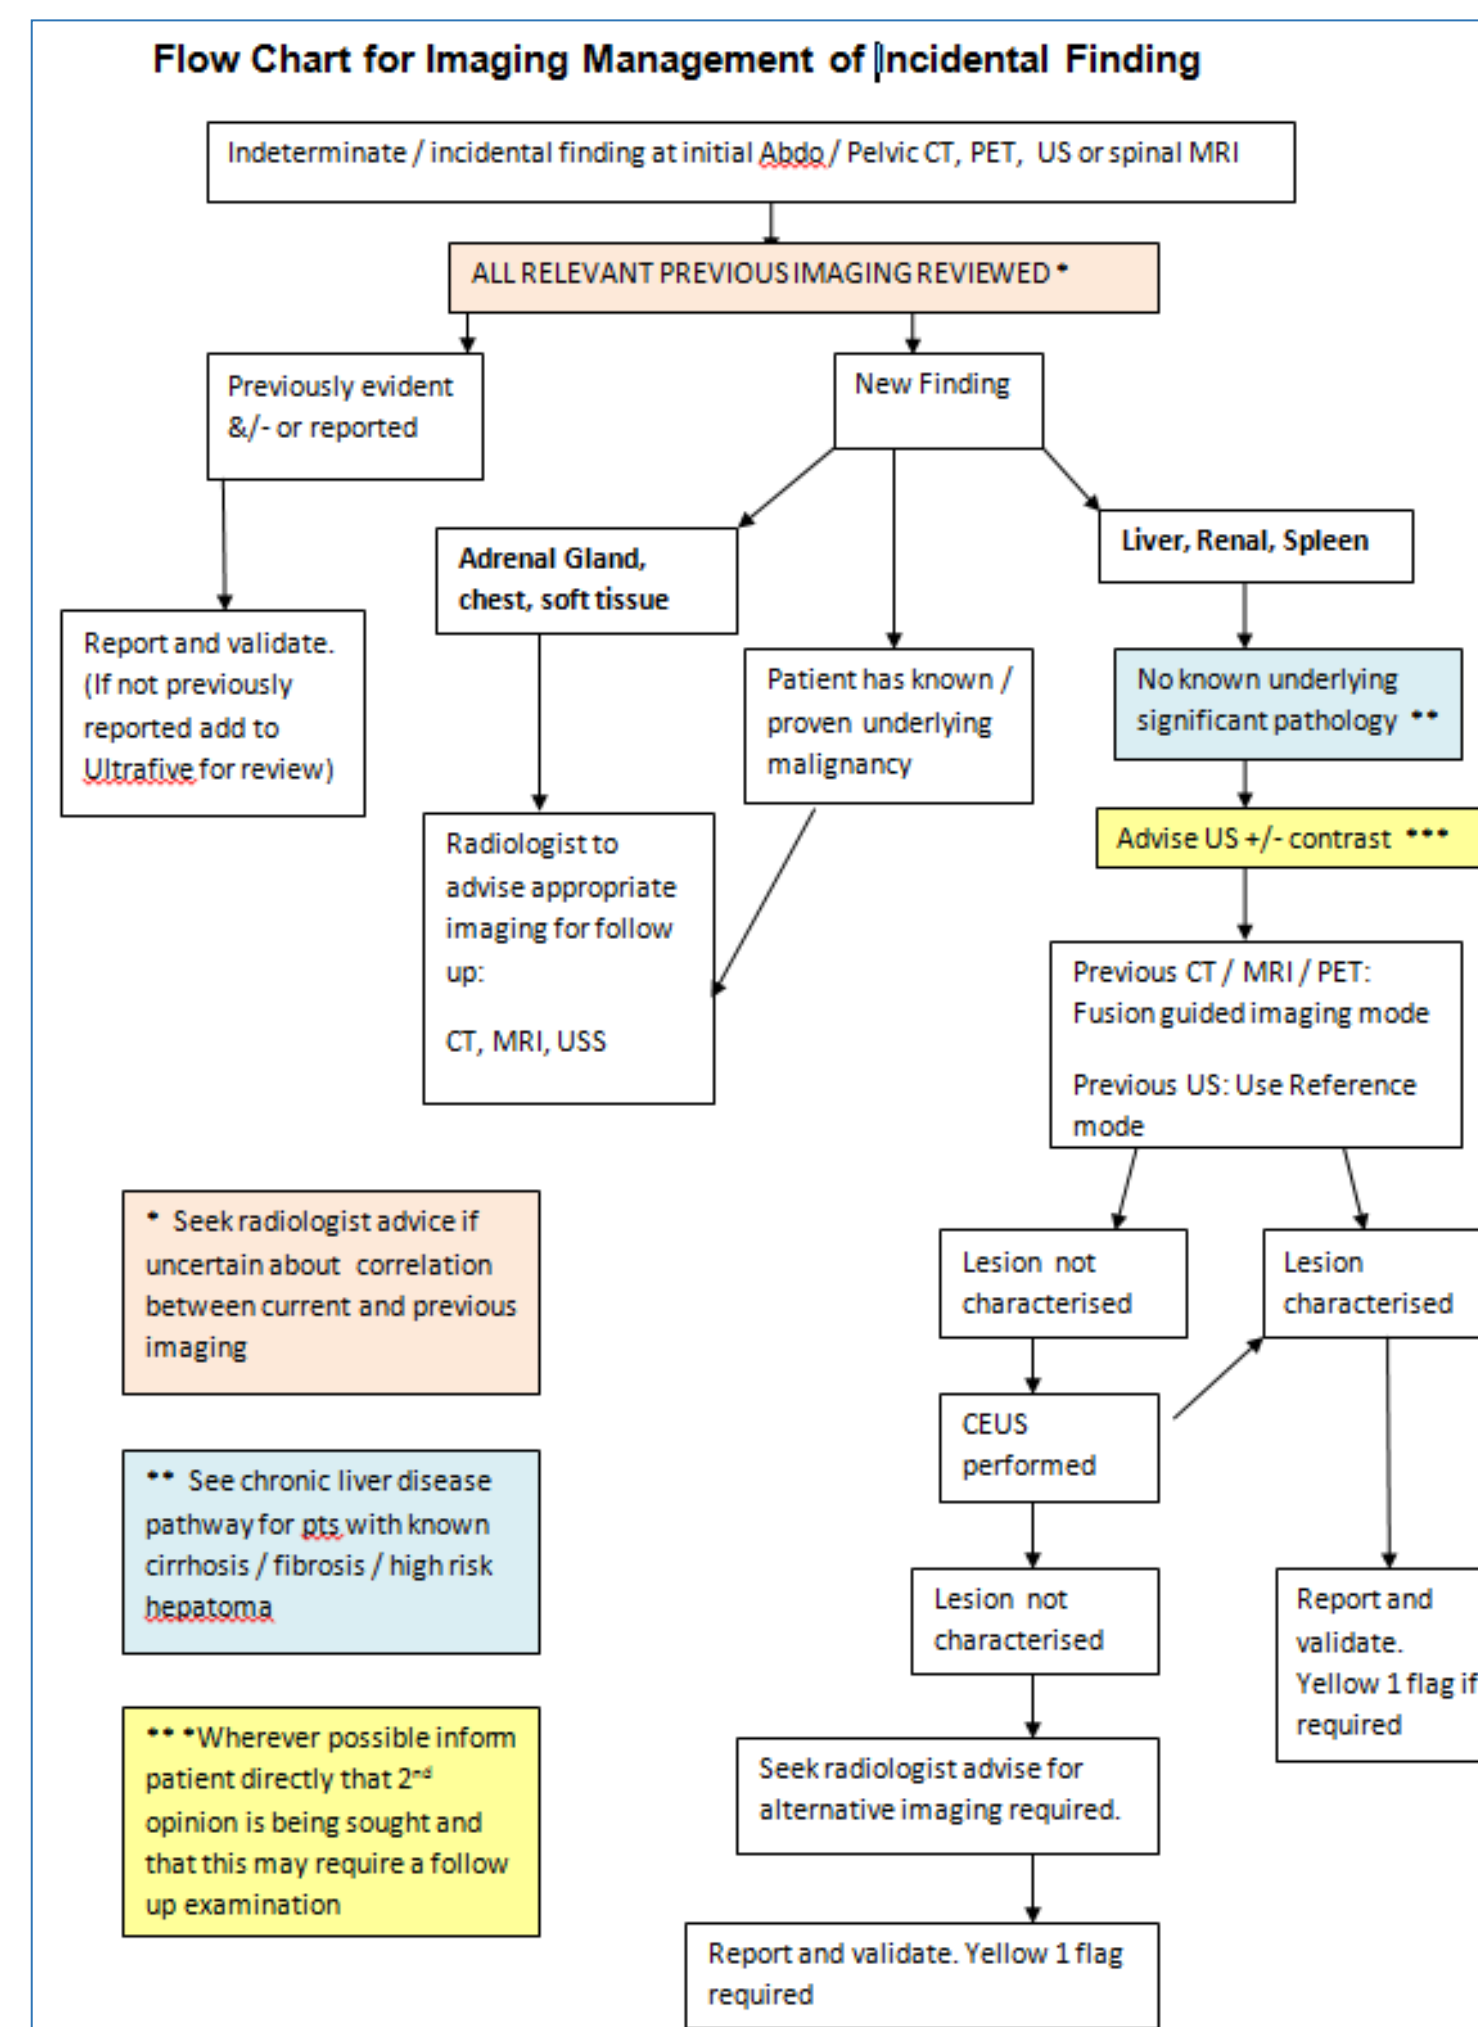 Flow Chart for Imaging Management of Incidental Finding
Indeterminate / incidental finding at initial Abdo / Pelvic CT, PET, US or spinal MRI
ALL RELEVANT PREVIOUS IMAGING REVIEWED *
Previously evident
&/- or reported
New Finding
Adrenal Gland,
chest, soft tissue
Liver, Renal, Spleen
Report and validate.
(If not previously
reported add to
Ultrafive for review)
Patient has known /
proven underlying
malignancy
No known underlying
significant pathology **
Radiologist to
advise appropriate
imaging for follow
up:
CT, MRI, USS
Advise US +/- contrast ***
Previous CT / MRI / PET:
Fusion guided imaging mode
Previous US: Use Reference
mode
* Seek radiologist advice if
uncertain about correlation
between current and previous
imaging
Lesion not
characterised
Lesion
characterised
CEUS
performed
** See chronic liver disease
pathway for pts with known
cirrhosis / fibrosis / high risk
hepatoma
Lesion not
characterised
Report and
validate.
Yellow 1 flag if
required
** *Wherever possible inform
patient directly that 2nd
opinion is being sought and
that this may require a follow
up examination
Seek radiologist advise for
alternative imaging required.
Report and validate. Yellow 1 flag
required